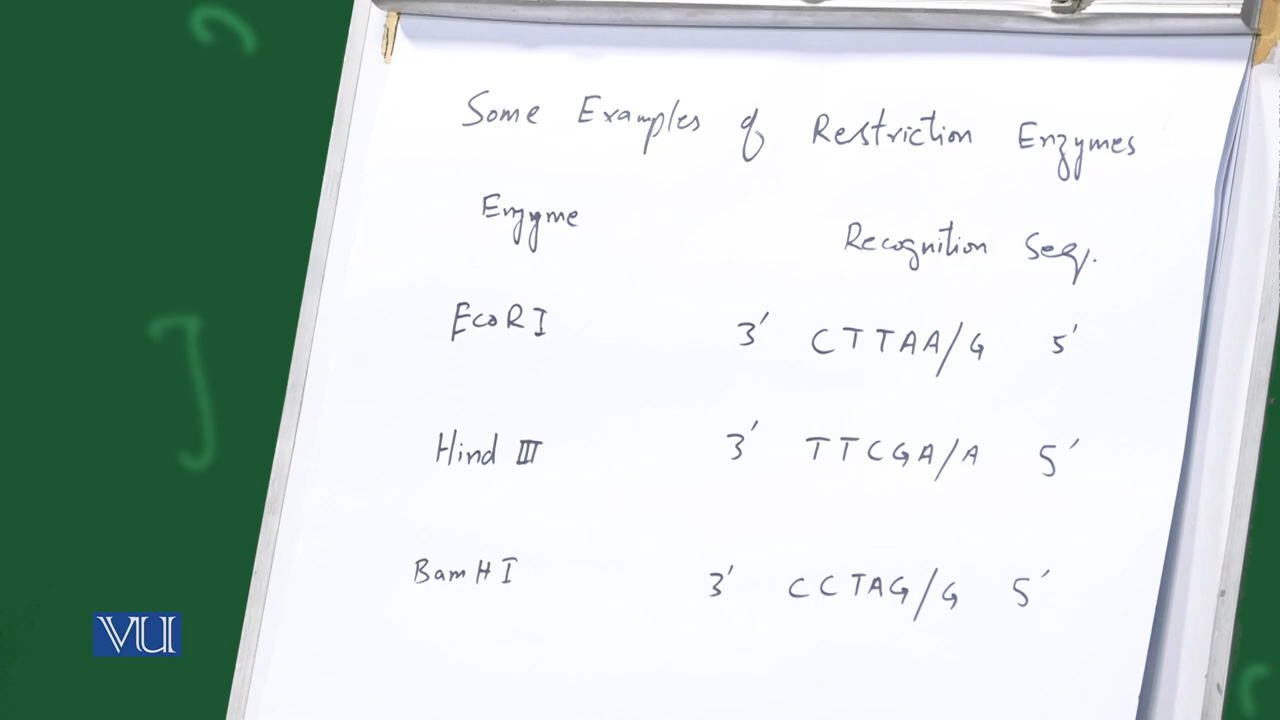 Some Examples of Restriction Enzymes
Enzyme Recognition Seq.
EcoRI 3' CTTAA/G 5'
Hind III 3' TTCGA/A 5'
BamHI 3' CCTAG/G 5'
VU